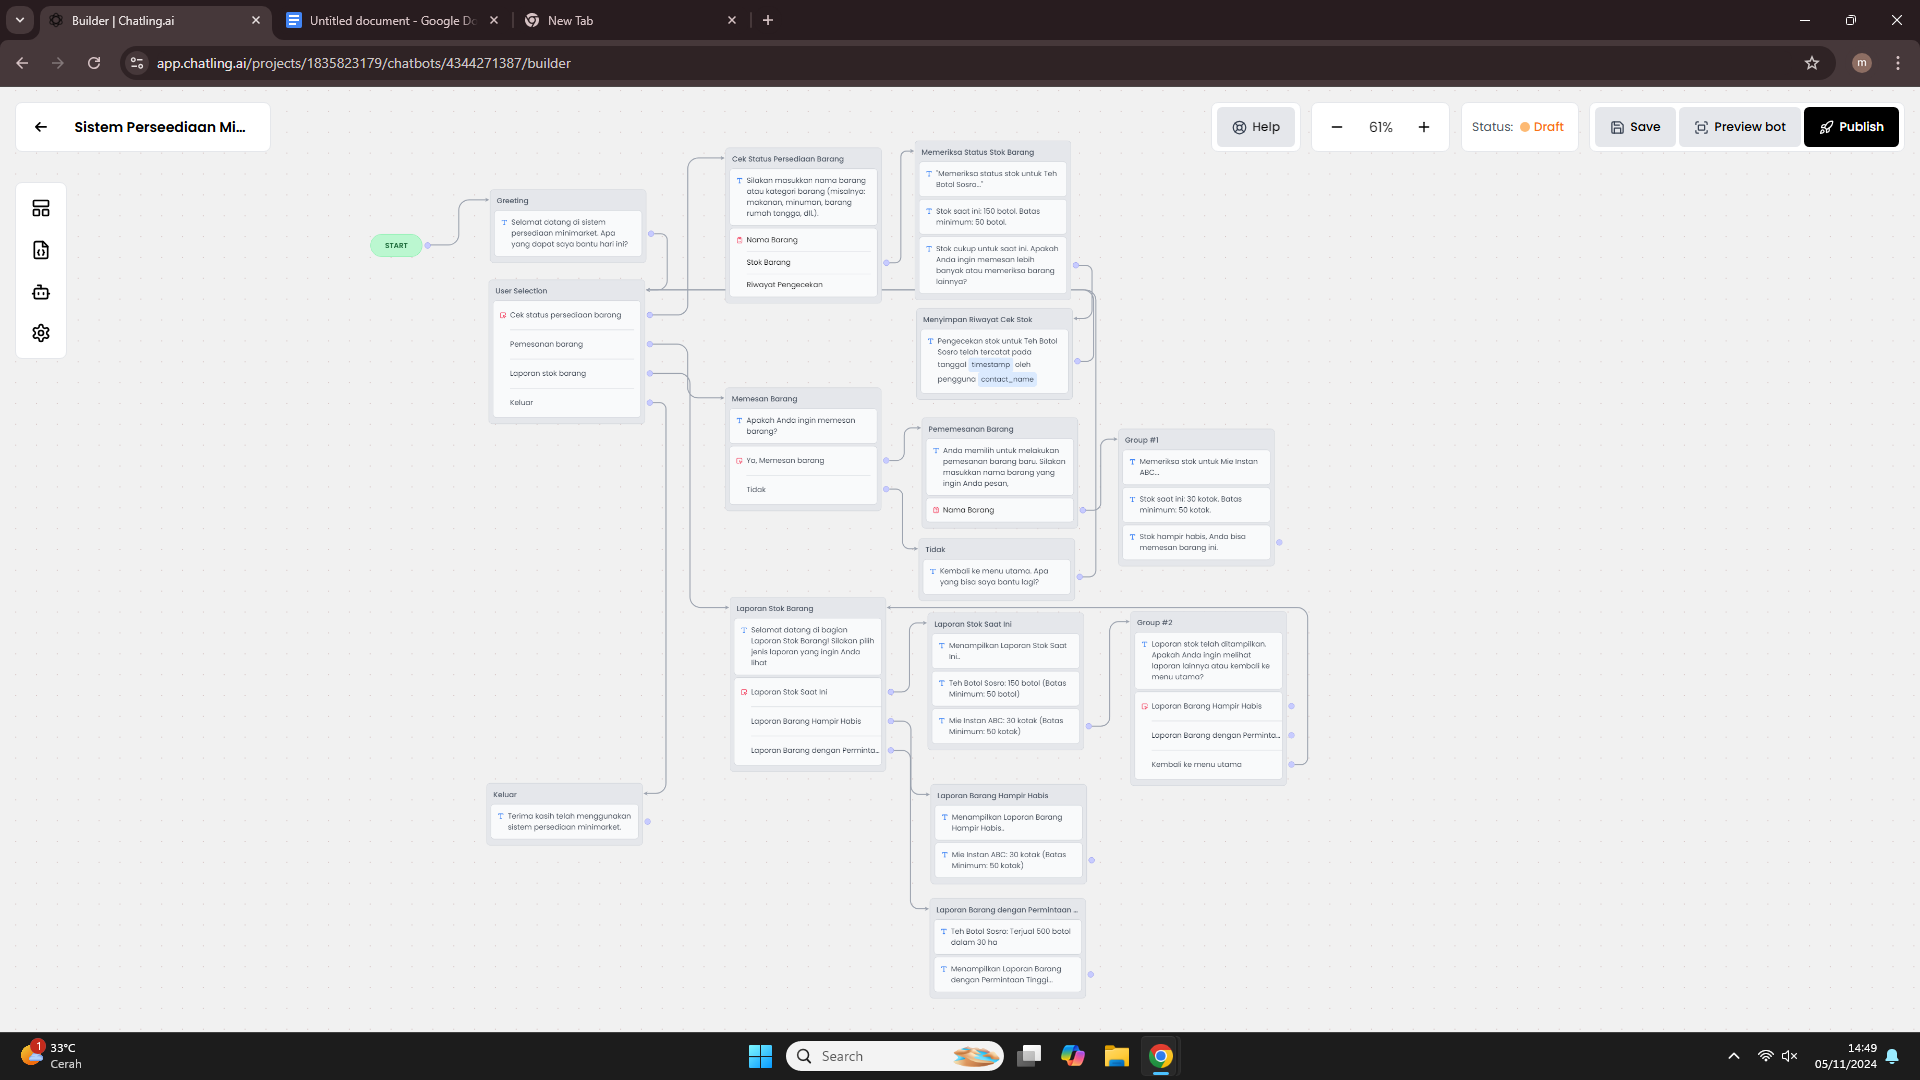 Builder | Chatling.ai
Untitled document - Google Do
New Tab
app.chatling.ai/projects/1835823179/chatbots/4344271387/builder
m
Sistem Perseediaan Mi...
Help
61%
Status: Draft
Save
Preview bot
Publish
START
Greeting
Selamat datang di sistem
persediaan minimarket. Apa
yang dapat saya bantu hari ini?
User Selection
Cek status persediaan barang
Pemesanan barang
Laporan stok barang
Keluar
Cek Status Persediaan Barang
Silakan masukkan nama barang
atau kategori barang (misalnya:
makanan, minuman, barang
rumah tangga, dll.).
Nama Barang
Stok Barang
Riwayat Pengecekan
Memeriksa Status Stok Barang
"Memeriksa status stok untuk Teh
Botol Sosro..."
Stok saat ini: 150 botol. Batas
minimum: 50 botol.
Stok cukup untuk saat ini. Apakah
Anda ingin memesan lebih
banyak atau memeriksa barang
lainnya?
Menyimpan Riwayat Cek Stok
Pengecekan stok untuk Teh Botol
Sosro telah tercatat pada
tanggal timestamp oleh
pengguna contact_name
Memesan Barang
Apakah Anda ingin memesan
barang?
Ya, Memesan barang
Tidak
Pememesanan Barang
Anda memilih untuk melakukan
pemesanan barang baru. Silakan
masukkan nama barang yang
ingin Anda pesan,
Nama Barang
Tidak
Kembali ke menu utama. Apa
yang bisa saya bantu lagi?
Group #1
Memeriksa stok untuk Mie Instan
ABC...
Stok saat ini: 30 kotak. Batas
minimum: 50 kotak.
Stok hampir habis, Anda bisa
memesan barang ini.
Laporan Stok Barang
Selamat datang di bagian
Laporan Stok Barang! Silakan pilih
jenis laporan yang ingin Anda
lihat
Laporan Stok Saat Ini
Laporan Barang Hampir Habis
Laporan Barang dengan Perminta...
Laporan Stok Saat Ini
Menampilkan Laporan Stok Saat
Ini..
Teh Botol Sosro: 150 botol (Batas
Minimum: 50 botol)
Mie Instan ABC: 30 kotak (Batas
Minimum: 50 kotak)
Group #2
Laporan stok telah ditampilkan.
Apakah Anda ingin melihat
laporan lainnya atau kembali ke
menu utama?
Laporan Barang Hampir Habis
Laporan Barang dengan Perminta...
Kembali ke menu utama
Keluar
Terima kasih telah menggunakan
sistem persediaan minimarket.
Laporan Barang Hampir Habis
Menampilkan Laporan Barang
Hampir Habis..
Mie Instan ABC: 30 kotak (Batas
Minimum: 50 kotak)
Laporan Barang dengan Permintaan ...
Teh Botol Sosro: Terjual 500 botol
dalam 30 ha
Menampilkan Laporan Barang
dengan Permintaan Tinggi...
1
33°C
Cerah
Search
14:49
05/11/2024